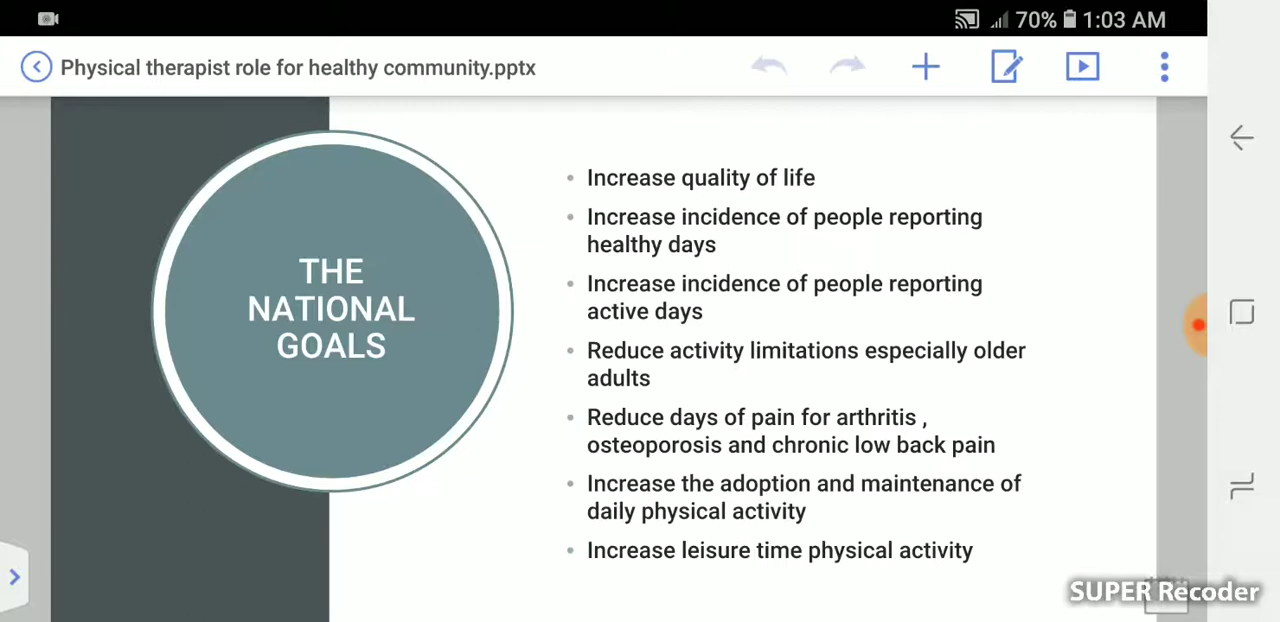 70% 1:03 AM
Physical therapist role for healthy community.pptx
THE
NATIONAL
GOALS
• Increase quality of life
• Increase incidence of people reporting
healthy days
• Increase incidence of people reporting
active days
• Reduce activity limitations especially older
adults
• Reduce days of pain for arthritis ,
osteoporosis and chronic low back pain
• Increase the adoption and maintenance of
daily physical activity
• Increase leisure time physical activity
SUPER Recoder